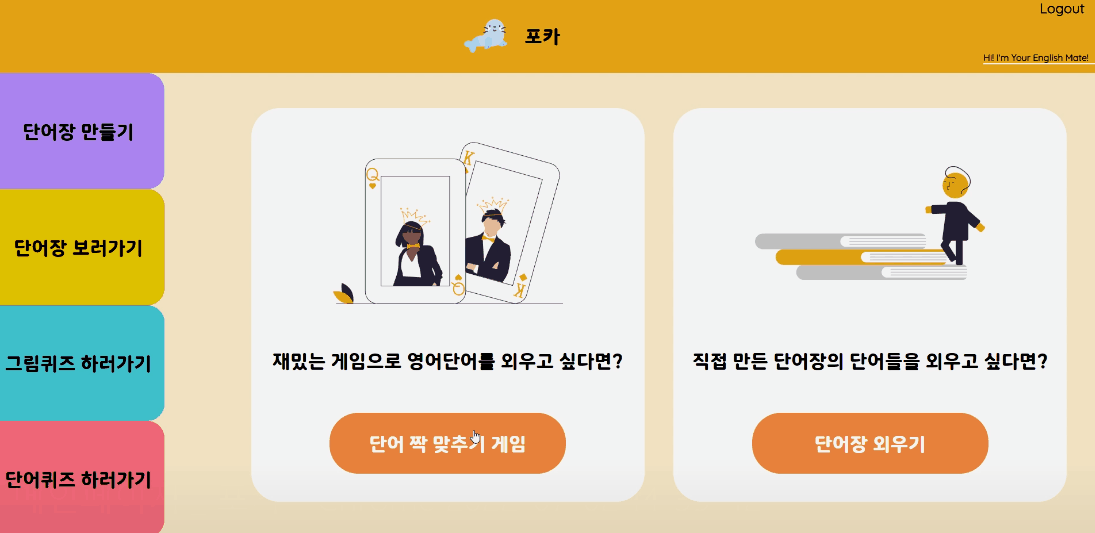 Logout
포카
Hi! I'm Your English Mate!
단어장 만들기
단어장 보러가기
그림퀴즈 하러가기
단어퀴즈 하러가기
Q
K
Q
K
재밌는 게임으로 영어단어를 외우고 싶다면?
단어 짝 맞추기 게임
직접 만든 단어장의 단어들을 외우고 싶다면?
단어장 외우기